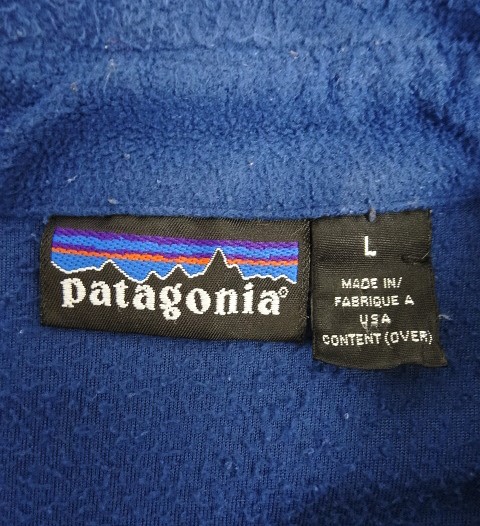 patagonia®
L
MADE IN/
FABRIQUE A
USA
CONTENT (OVER)